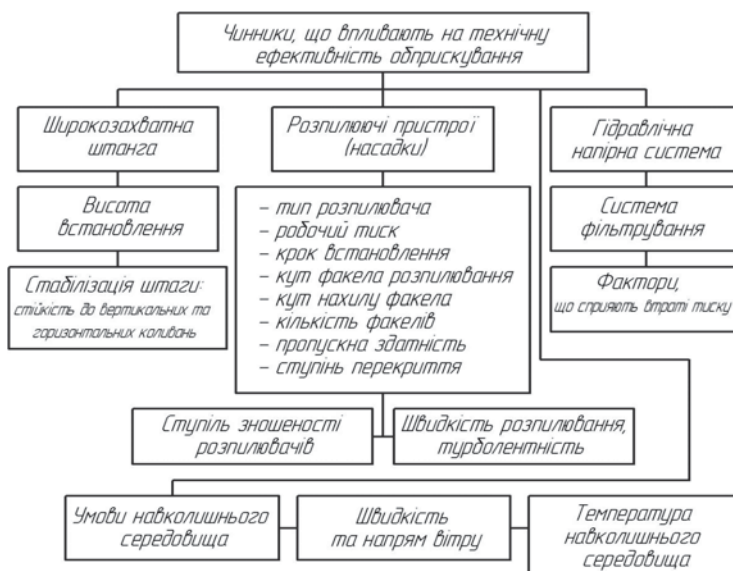 Чинники, що впливають на технічну
ефективність обприскування
Широкозахватна
штанга
Розпилюючі пристрої
(насадки)
Гідравлічна
напірна система
Висота
встановлення
– тип розпилювача
– робочий тиск
– крок встановлення
– кут факела розпилювання
– кут нахилу факела
– кількість факелів
– пропускна здатність
– ступінь перекриття
Система
фільтрування
Стабілізація штаги:
стійкість до вертикальних та
горизонтальних коливань
Фактори,
що сприяють втраті тиску
Ступіль зношеності
розпилювачів
Швидкість розпилювання,
турболентність
Умови навколишнього
середовища
Швидкість
та напрям вітру
Температура
навколишнього
середовища